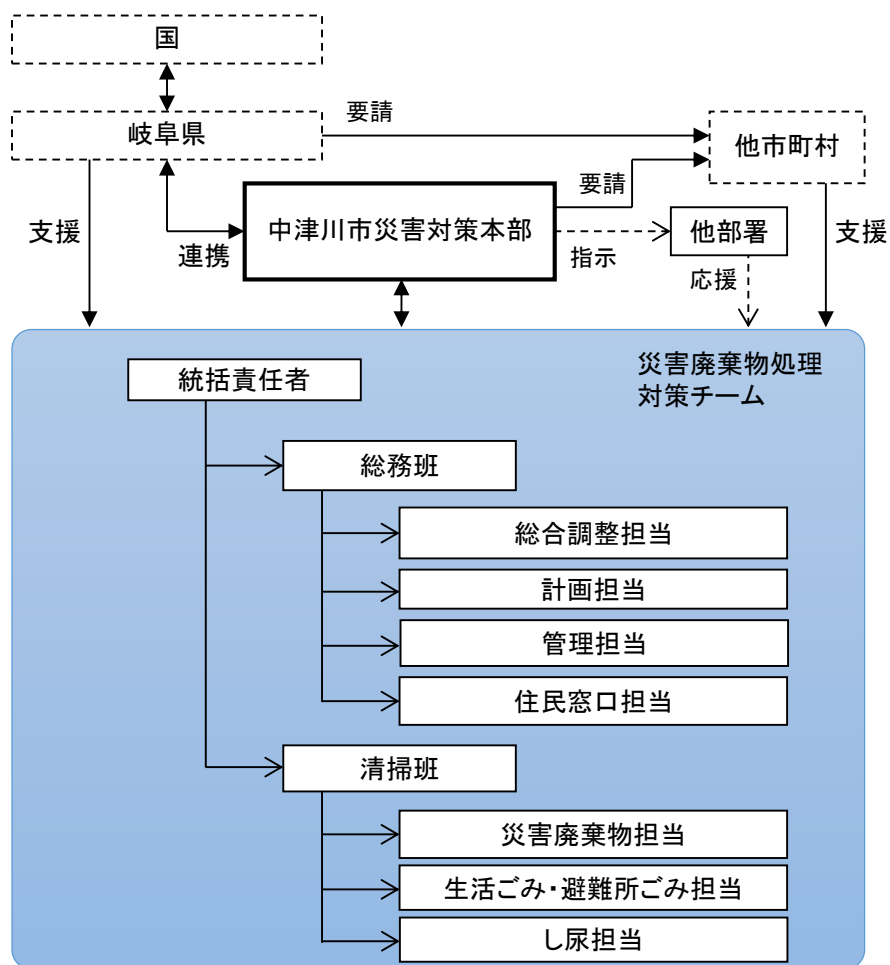 国
岐阜県
要請
他市町村
要請
中津川市災害対策本部
他部署
支援
連携
指示
支援
応援
災害廃棄物処理
対策チーム
統括責任者
総務班
総合調整担当
計画担当
管理担当
住民窓口担当
清掃班
災害廃棄物担当
生活ごみ・避難所ごみ担当
し尿担当